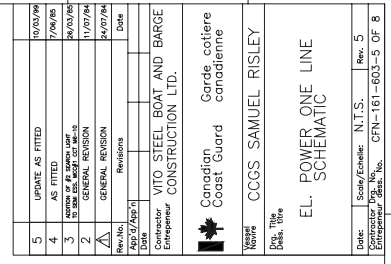 5 UPDATE AS FITTED 10/03/99
4 AS FITTED 7/06/85
3 ADDITION OF #2 SEARCH LIGHT
TO SEMI ESSL MCC#1 CCT M6-10 26/03/85
2 GENERAL REVISION 11/07/84
1 GENERAL REVISION 24/07/84
Rev.No. Revisions Date
App'd/App'n
Date
Contractor
Entrepeneur
VITO STEEL BOAT AND BARGE
CONSTRUCTION LTD.
Canadian
Coast Guard
Garde cotiere
canadienne
Vessel
Navire
CCGS SAMUEL RISLEY
Drg. Title
Dess. titre
EL. POWER ONE LINE
SCHEMATIC
Date: Scale/Echelle: N.T.S. Rev. 5
Contractor Drg. No.
Entrepeneur dess. No. CFN-161-603-5 OF 8